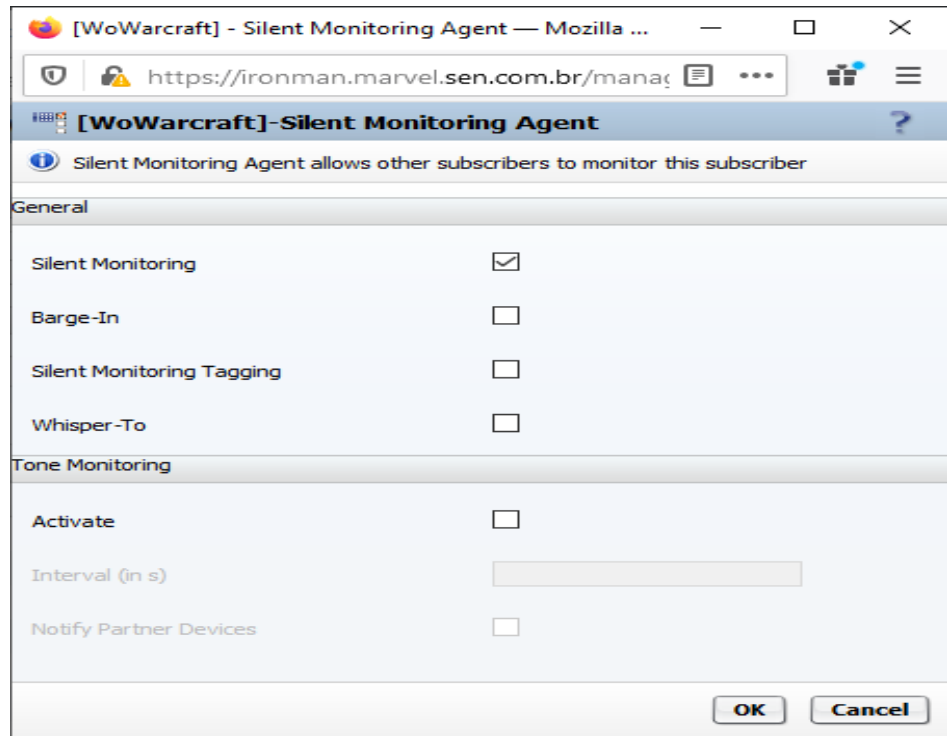 [WoWarcraft] - Silent Monitoring Agent — Mozilla ...
https://ironman.marvel.sen.com.br/manag
[WoWarcraft]-Silent Monitoring Agent ?
Silent Monitoring Agent allows other subscribers to monitor this subscriber
General
Silent Monitoring
Barge-In
Silent Monitoring Tagging
Whisper-To
Tone Monitoring
Activate
Interval (in s)
Notify Partner Devices
OK Cancel